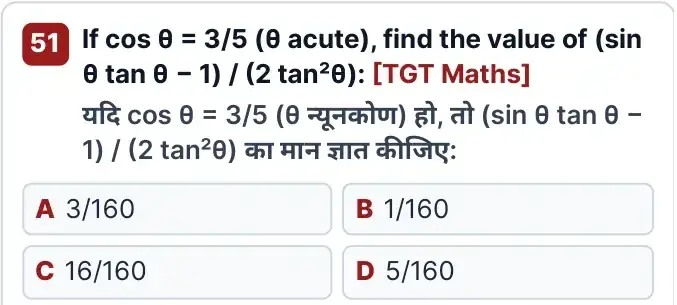 51 If cos θ = 3/5 (θ acute), find the value of (sin
θ tan θ − 1) / (2 tan²θ): [TGT Maths]
यदि cos θ = 3/5 (θ न्यूनकोण) हो, तो (sin θ tan θ −
1) / (2 tan²θ) का मान ज्ञात कीजिए:
A 3/160
B 1/160
C 16/160
D 5/160